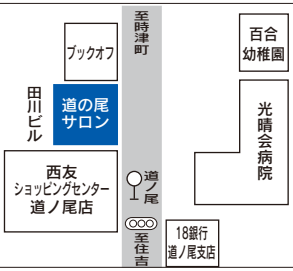 至時津町
ブックオフ
百合
幼稚園
田川ビル
道の尾
サロン
光晴会病院
西友
ショッピングセンター
道ノ尾店
道ノ尾
至住吉
18銀行
道ノ尾支店